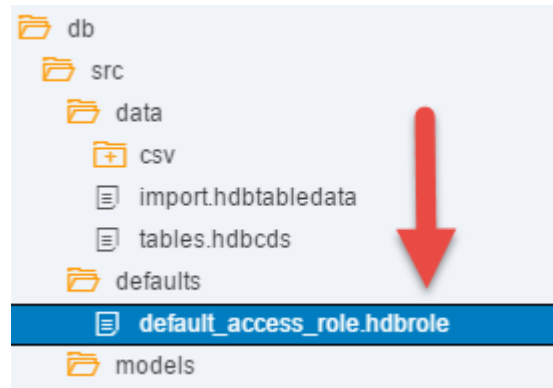 db
src
data
csv
import.hdbtabledata
tables.hdbcds
defaults
default_access_role.hdbrole
models